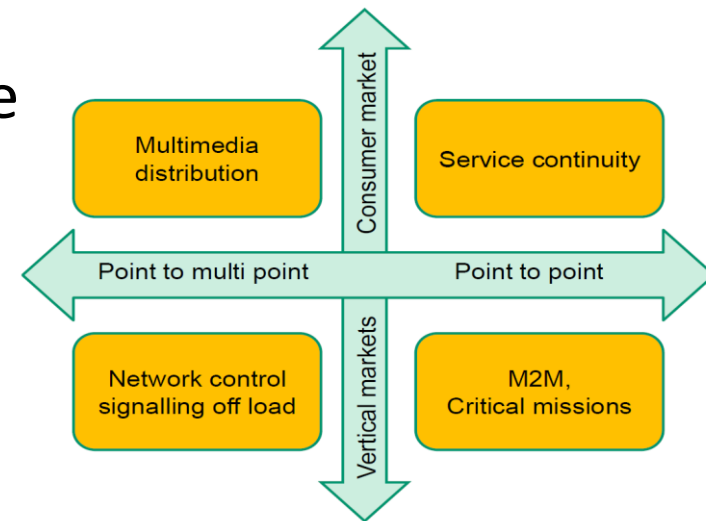 e
Consumer market
Multimedia
distribution
Service continuity
Point to multi point
Point to point
Network control
signalling off load
Vertical markets
M2M,
Critical missions